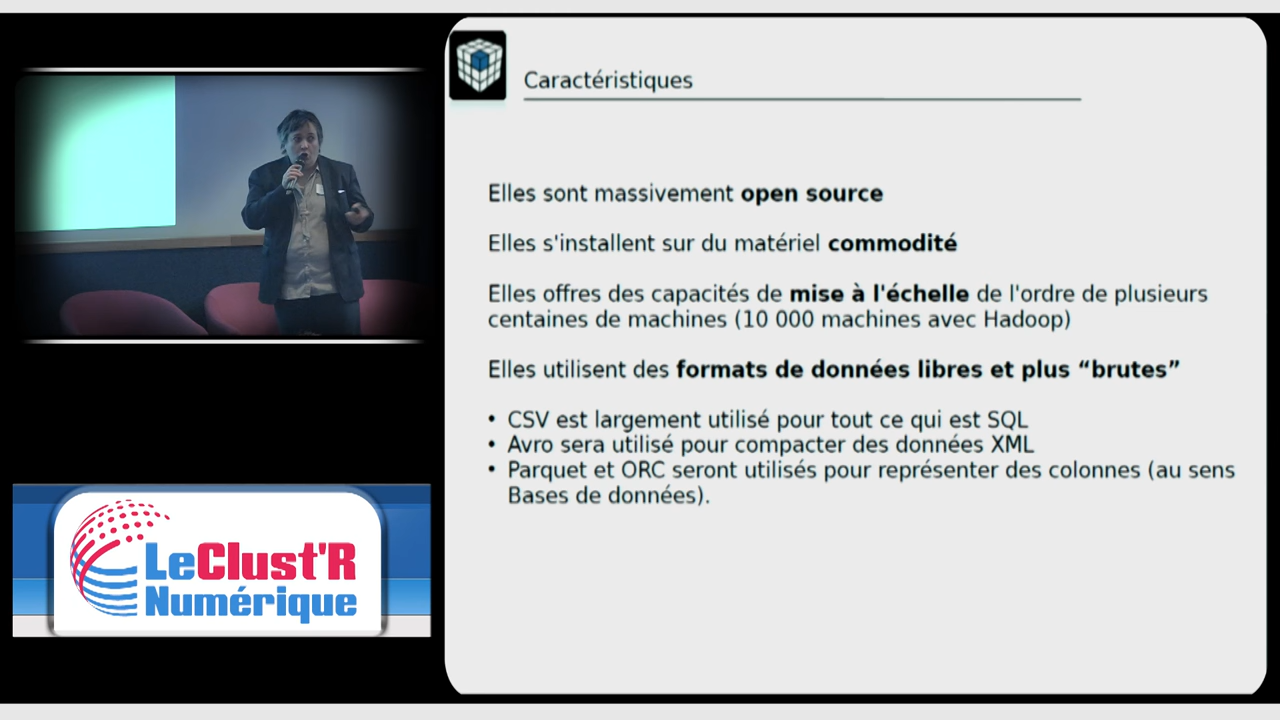 Caractéristiques
Elles sont massivement open source
Elles s'installent sur du matériel commodité
Elles offres des capacités de mise à l'échelle de l'ordre de plusieurs
centaines de machines (10 000 machines avec Hadoop)
Elles utilisent des formats de données libres et plus “brutes”
• CSV est largement utilisé pour tout ce qui est SQL
• Avro sera utilisé pour compacter des données XML
• Parquet et ORC seront utilisés pour représenter des colonnes (au sens
Bases de données).
LeClust'R
Numérique